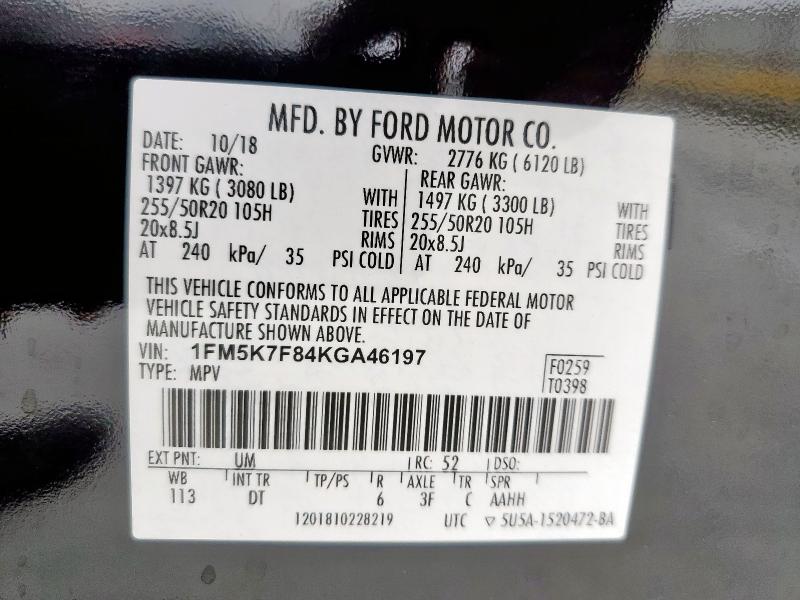 MFD. BY FORD MOTOR CO.
DATE: 10/18 GVWR: 2776 KG ( 6120 LB)
FRONT GAWR: REAR GAWR:
1397 KG ( 3080 LB) WITH 1497 KG ( 3300 LB) WITH
255/50R20 105H TIRES 255/50R20 105H TIRES
20x8.5J RIMS 20x8.5J RIMS
AT 240 kPa/ 35 PSI COLD AT 240 kPa/ 35 PSI COLD
THIS VEHICLE CONFORMS TO ALL APPLICABLE FEDERAL MOTOR
VEHICLE SAFETY STANDARDS IN EFFECT ON THE DATE OF
MANUFACTURE SHOWN ABOVE.
VIN: 1FM5K7F84KGA46197
TYPE: MPV
F0259
T0398
EXT PNT: UM RC: 52 DSO:
WB INT TR TP/PS R AXLE TR SPR
113 DT 6 3F C AAHH
1201810228219 UTC ▽ 5U5A-1520472-BA